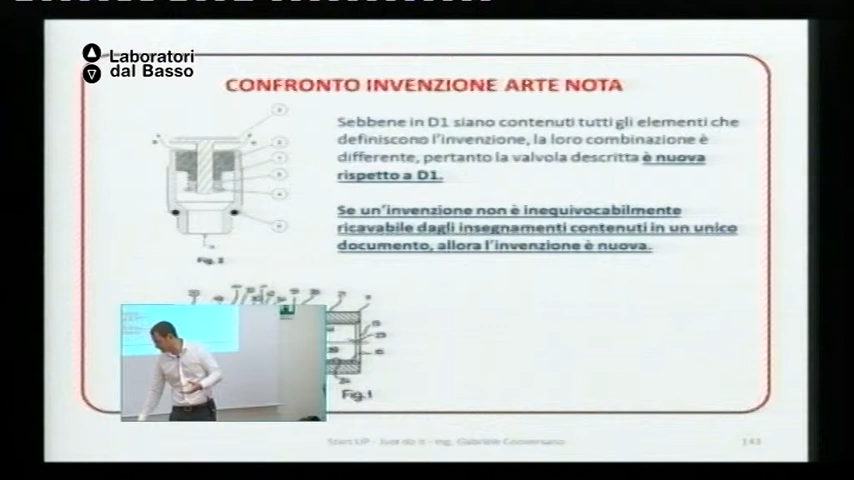 Laboratori
dal Basso
CONFRONTO INVENZIONE ARTE NOTA
Sebbene in D1 siano contenuti tutti gli elementi che
definiscono l'invenzione, la loro combinazione è
differente, pertanto la valvola descritta è nuova
rispetto a D1.
Se un'invenzione non è inequivocabilmente
ricavabile dagli insegnamenti contenuti in un unico
documento, allora l'invenzione è nuova.
Fig. 2
Fig.1
Start UP - Just do it - Ing. Gabriele Conversano
143